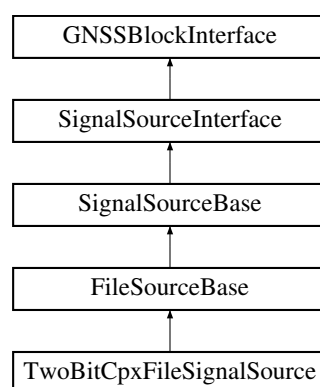 GNSSBlockInterface
SignalSourceInterface
SignalSourceBase
FileSourceBase
TwoBitCpxFileSignalSource